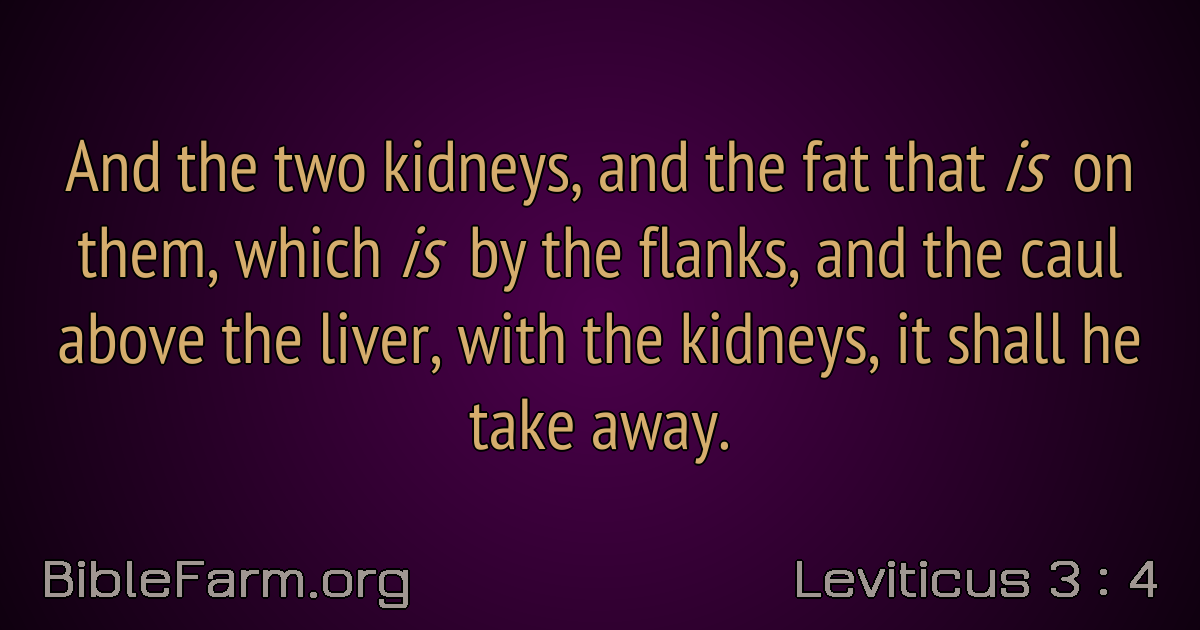 And the two kidneys, and the fat that is on
them, which is by the flanks, and the caul
above the liver, with the kidneys, it shall he
take away.
BibleFarm.org
Leviticus 3 : 4